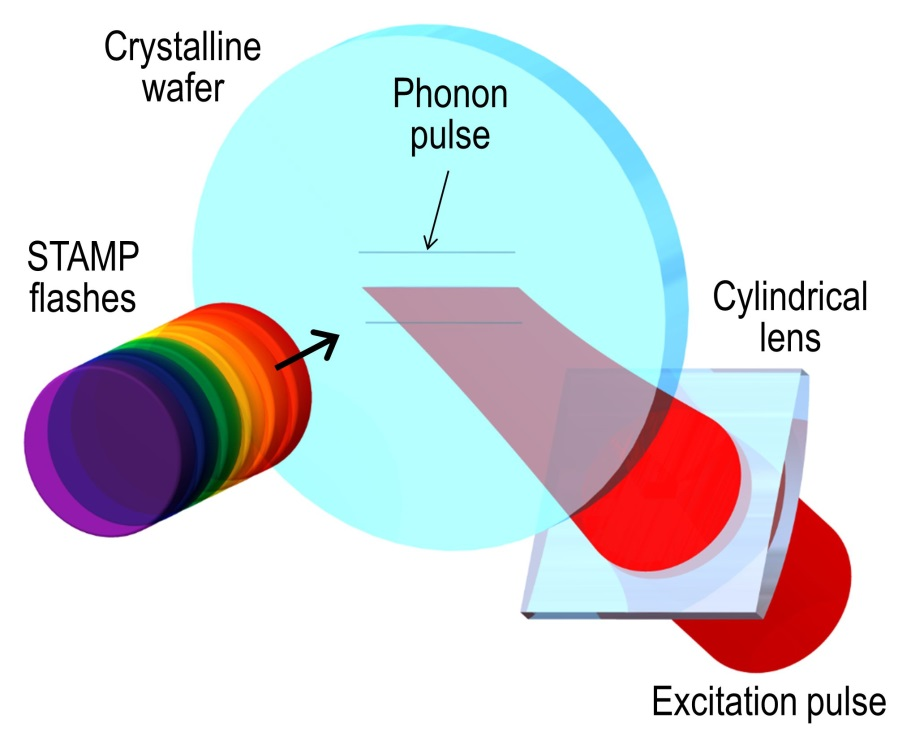 Crystalline
wafer
Phonon
pulse
STAMP
flashes
Cylindrical
lens
Excitation pulse